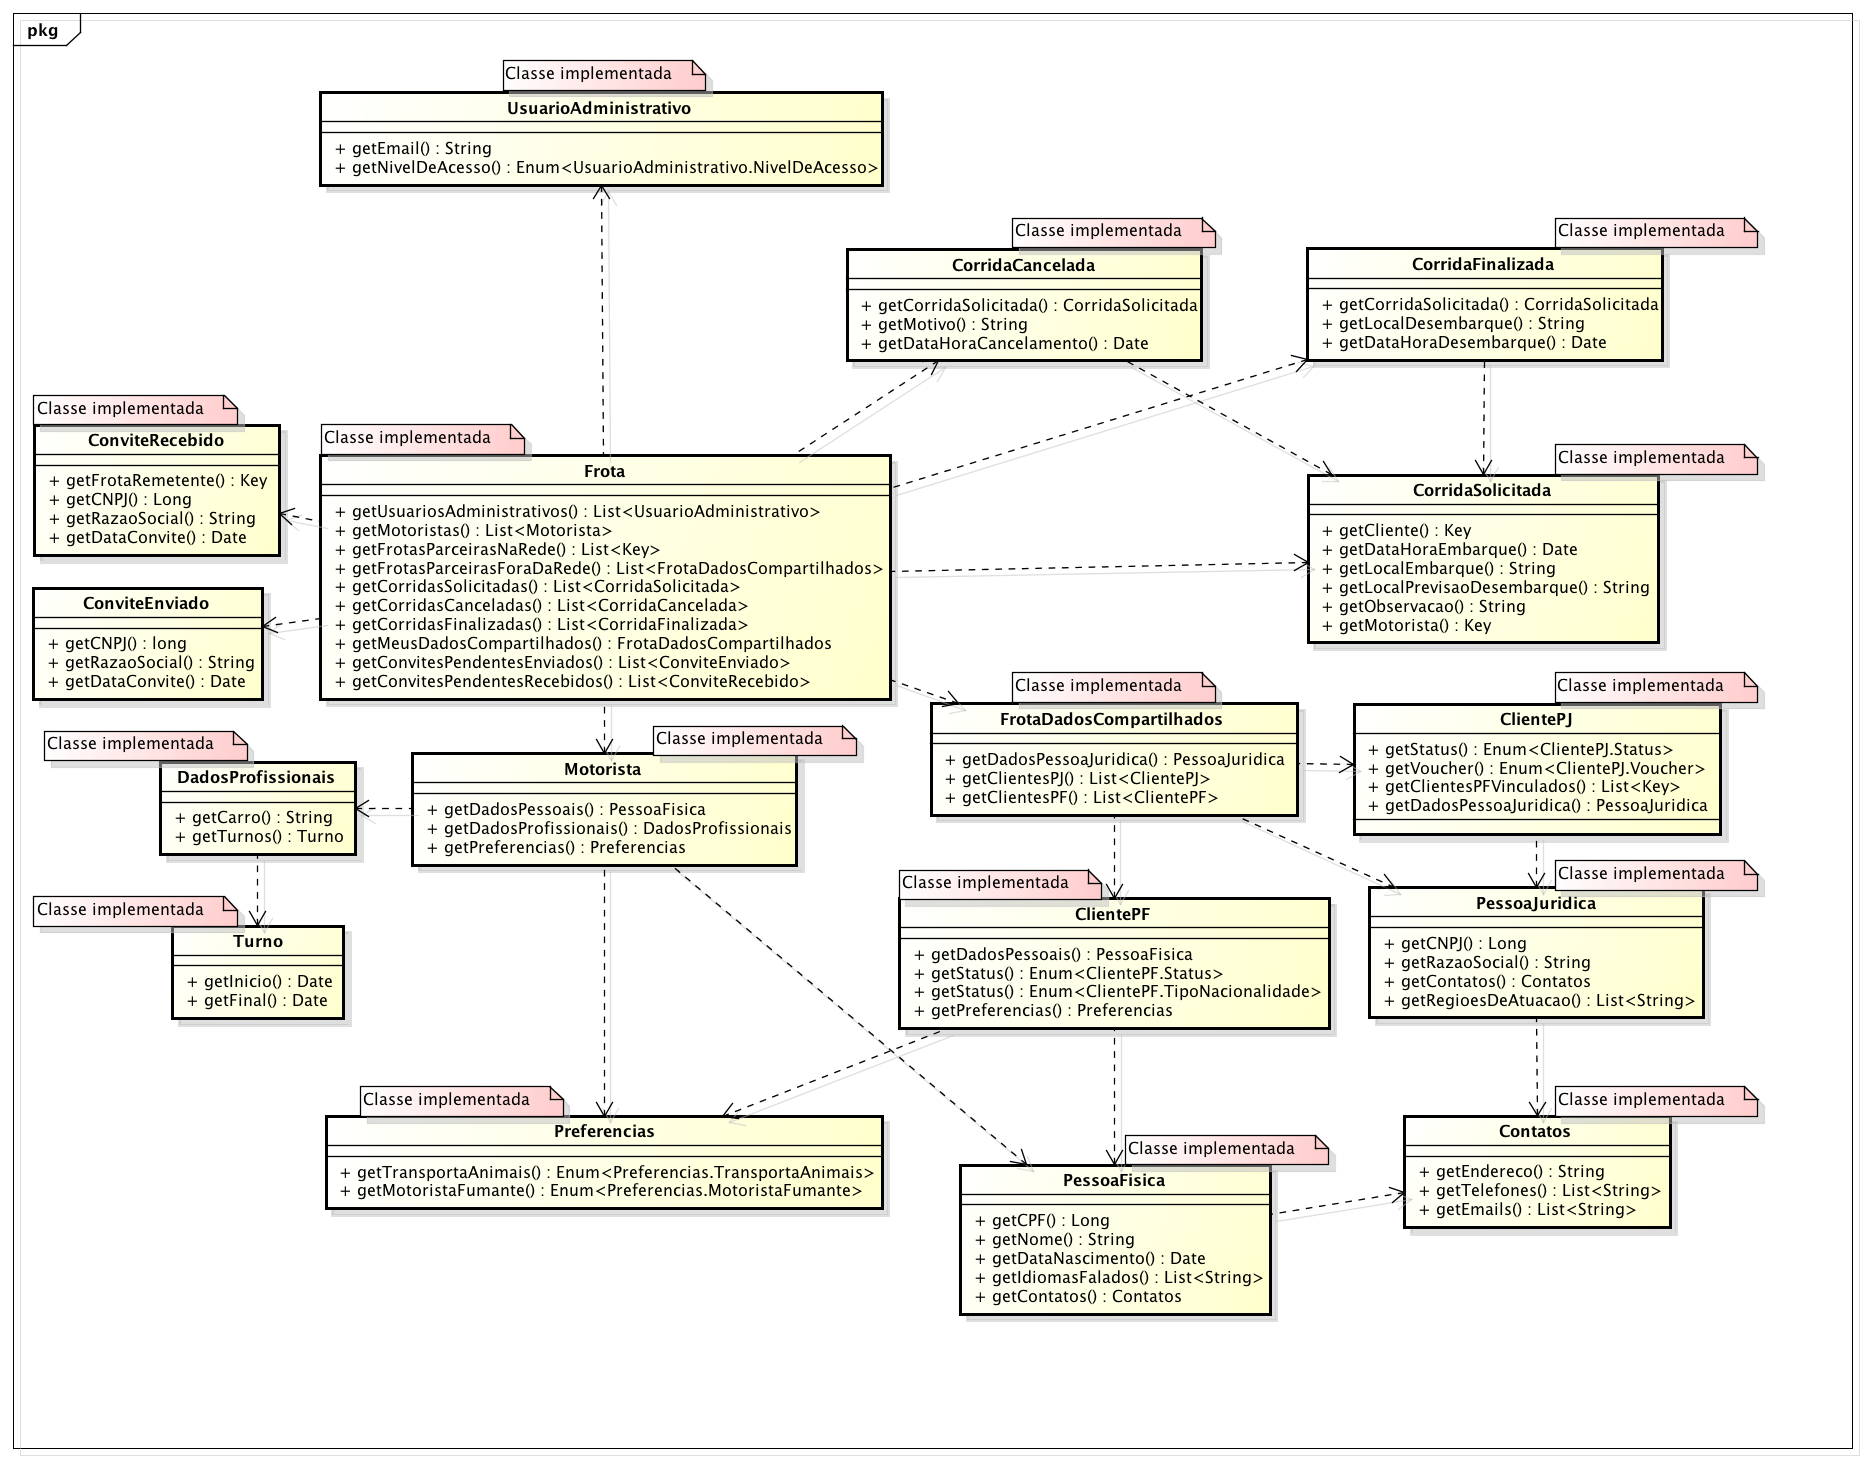 pkg
Classe implementada
UsuarioAdministrativo
+ getEmail() : String
+ getNivelDeAcesso() : Enum<UsuarioAdministrativo.NivelDeAcesso>
Classe implementada
CorridaCancelada
+ getCorridaSolicitada() : CorridaSolicitada
+ getMotivo() : String
+ getDataHoraCancelamento() : Date
Classe implementada
CorridaFinalizada
+ getCorridaSolicitada() : CorridaSolicitada
+ getLocalDesembarque() : String
+ getDataHoraDesembarque() : Date
Classe implementada
ConviteRecebido
+ getFrotaRemetente() : Key
+ getCNPJ() : Long
+ getRazaoSocial() : String
+ getDataConvite() : Date
Classe implementada
Frota
+ getUsuariosAdministrativos() : List<UsuarioAdministrativo>
+ getMotoristas() : List<Motorista>
+ getFrotasParceirasNaRede() : List<Key>
+ getFrotasParceirasForaDaRede() : List<FrotaDadosCompartilhados>
+ getCorridasSolicitadas() : List<CorridaSolicitada>
+ getCorridasCanceladas() : List<CorridaCancelada>
+ getCorridasFinalizadas() : List<CorridaFinalizada>
+ getMeusDadosCompartilhados() : FrotaDadosCompartilhados
+ getConvitesPendentesEnviados() : List<ConviteEnviado>
+ getConvitesPendentesRecebidos() : List<ConviteRecebido>
Classe implementada
CorridaSolicitada
+ getCliente() : Key
+ getDataHoraEmbarque() : Date
+ getLocalEmbarque() : String
+ getLocalPrevisaoDesembarque() : String
+ getObservacao() : String
+ getMotorista() : Key
ConviteEnviado
+ getCNPJ() : long
+ getRazaoSocial() : String
+ getDataConvite() : Date
Classe implementada
DadosProfissionais
+ getCarro() : String
+ getTurnos() : Turno
Classe implementada
Motorista
+ getDadosPessoais() : PessoaFisica
+ getDadosProfissionais() : DadosProfissionais
+ getPreferencias() : Preferencias
Classe implementada
FrotaDadosCompartilhados
+ getDadosPessoaJuridica() : PessoaJuridica
+ getClientesPJ() : List<ClientePJ>
+ getClientesPF() : List<ClientePF>
Classe implementada
ClientePJ
+ getStatus() : Enum<ClientePJ.Status>
+ getVoucher() : Enum<ClientePJ.Voucher>
+ getClientesPFVinculados() : List<Key>
+ getDadosPessoaJuridica() : PessoaJuridica
Classe implementada
Turno
+ getInicio() : Date
+ getFinal() : Date
Classe implementada
ClientePF
+ getDadosPessoais() : PessoaFisica
+ getStatus() : Enum<ClientePF.Status>
+ getStatus() : Enum<ClientePF.TipoNacionalidade>
+ getPreferencias() : Preferencias
Classe implementada
PessoaJuridica
+ getCNPJ() : Long
+ getRazaoSocial() : String
+ getContatos() : Contatos
+ getRegioesDeAtuacao() : List<String>
Classe implementada
Preferencias
+ getTransportaAnimais() : Enum<Preferencias.TransportaAnimais>
+ getMotoristaFumante() : Enum<Preferencias.MotoristaFumante>
Classe implementada
PessoaFisica
+ getCPF() : Long
+ getNome() : String
+ getDataNascimento() : Date
+ getIdiomasFalados() : List<String>
+ getContatos() : Contatos
Classe implementada
Contatos
+ getEndereco() : String
+ getTelefones() : List<String>
+ getEmails() : List<String>